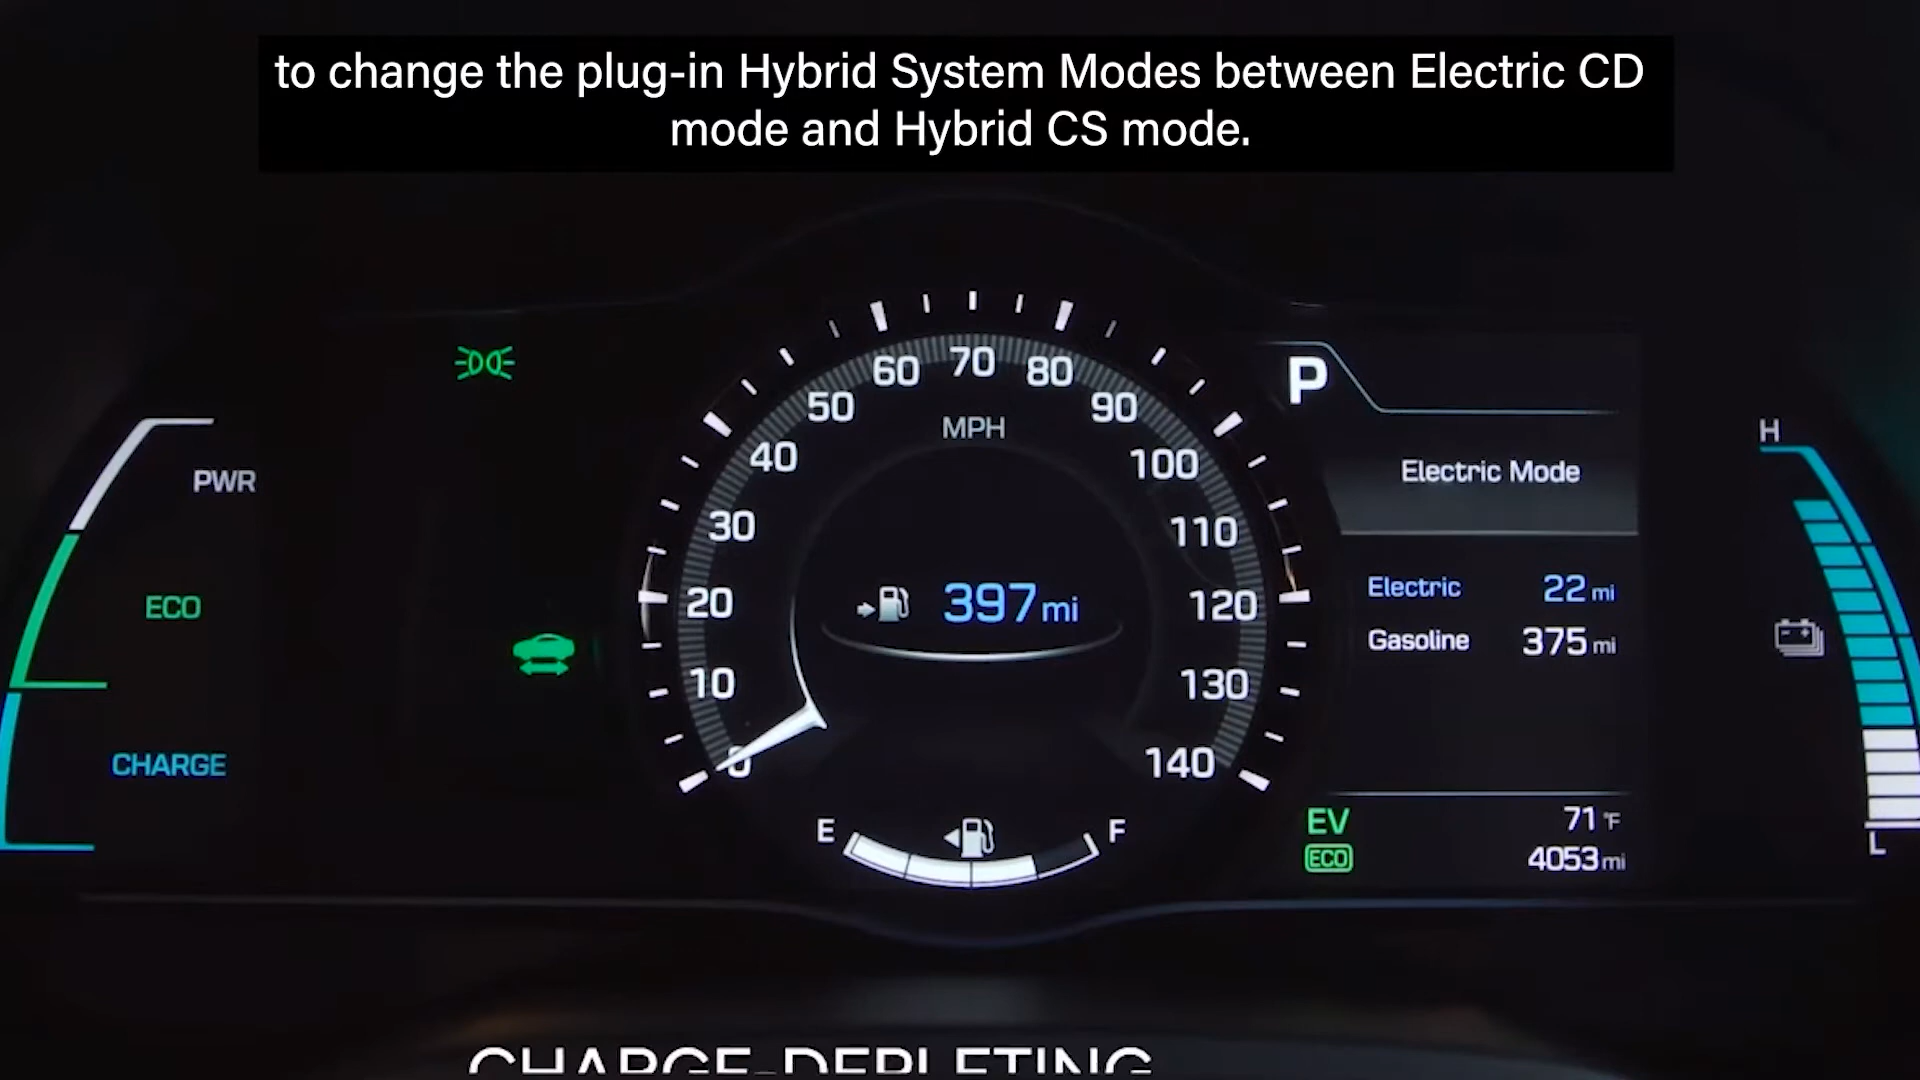 to change the plug-in Hybrid System Modes between Electric CD
mode and Hybrid CS mode.
PWR
ECO
CHARGE
0
10
20
30
40
50
60
70
80
90
100
110
120
130
140
MPH
397 mi
E
F
P
Electric Mode
Electric 22 mi
Gasoline 375 mi
EV 71 °F
ECO 4053 mi
H
L
CHARGE-DEPLETING